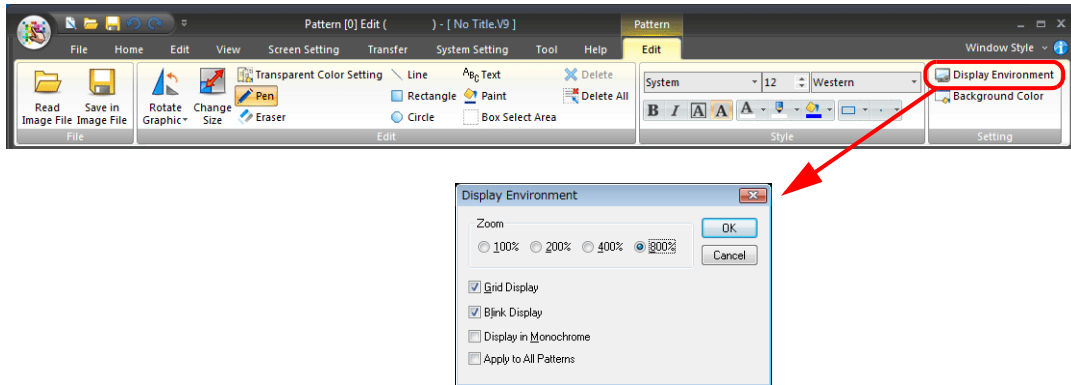 Pattern [0] Edit ( ) - [ No Title.V9 ] Pattern
File Home Edit View Screen Setting Transfer System Setting Tool Help Edit Window Style
Transparent Color Setting Line ABC Text Delete System 12 Western Display Environment
Pen Rectangle Paint Delete All Background Color
Read Image File Save in Image File Rotate Graphic Change Size Eraser Circle Box Select Area B I A A A
File Edit Style Setting
Display Environment
Zoom
100% 200% 400% 800%
OK
Cancel
Grid Display
Blink Display
Display in Monochrome
Apply to All Patterns